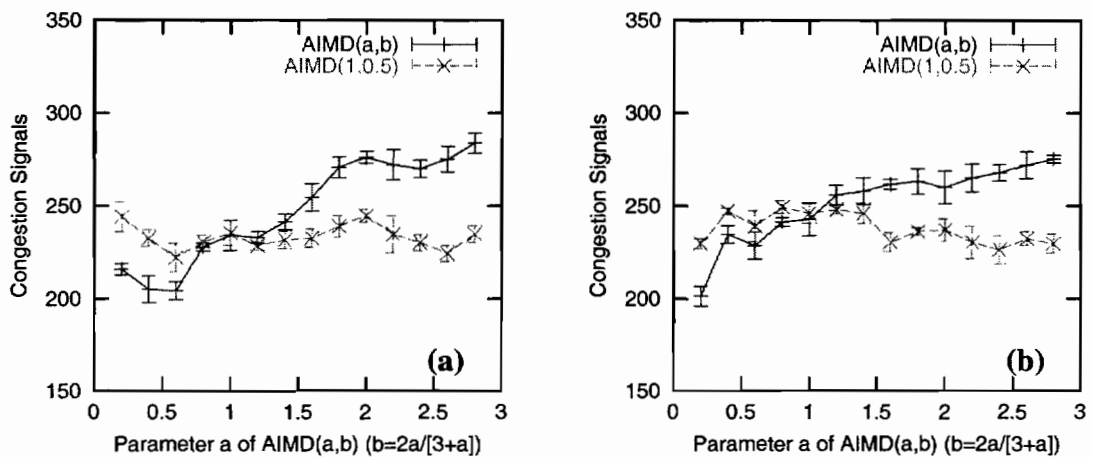 350
300
250
200
150
Congestion Signals
AIMD(a,b)
AIMD(1,0.5)
(a)
0 0.5 1 1.5 2 2.5 3
Parameter a of AIMD(a,b) (b=2a/[3+a])
350
300
250
200
150
Congestion Signals
AIMD(a,b)
AIMD(1,0.5)
(b)
0 0.5 1 1.5 2 2.5 3
Parameter a of AIMD(a,b) (b=2a/[3+a])